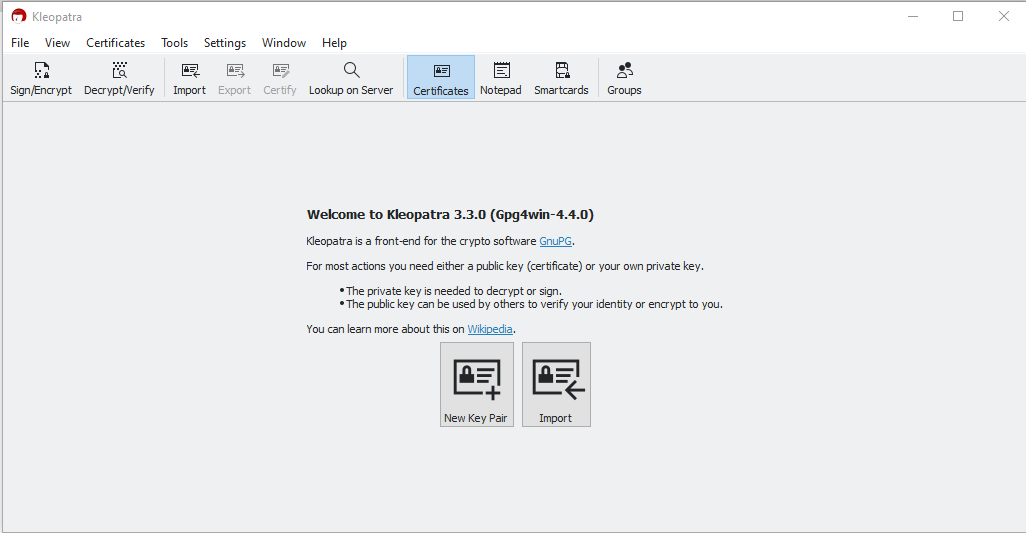 Kleopatra
File View Certificates Tools Settings Window Help
Sign/Encrypt Decrypt/Verify Import Export Certify Lookup on Server Certificates Notepad Smartcards Groups
Welcome to Kleopatra 3.3.0 (Gpg4win-4.4.0)
Kleopatra is a front-end for the crypto software GnuPG.
For most actions you need either a public key (certificate) or your own private key.
• The private key is needed to decrypt or sign.
• The public key can be used by others to verify your identity or encrypt to you.
You can learn more about this on Wikipedia.
New Key Pair Import